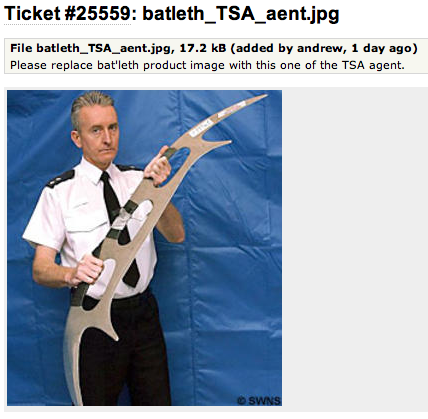 Ticket #25559: batleth_TSA_aent.jpg
File batleth_TSA_aent.jpg, 17.2 kB (added by andrew, 1 day ago)
Please replace bat'leth product image with this one of the TSA agent.
© SWNS